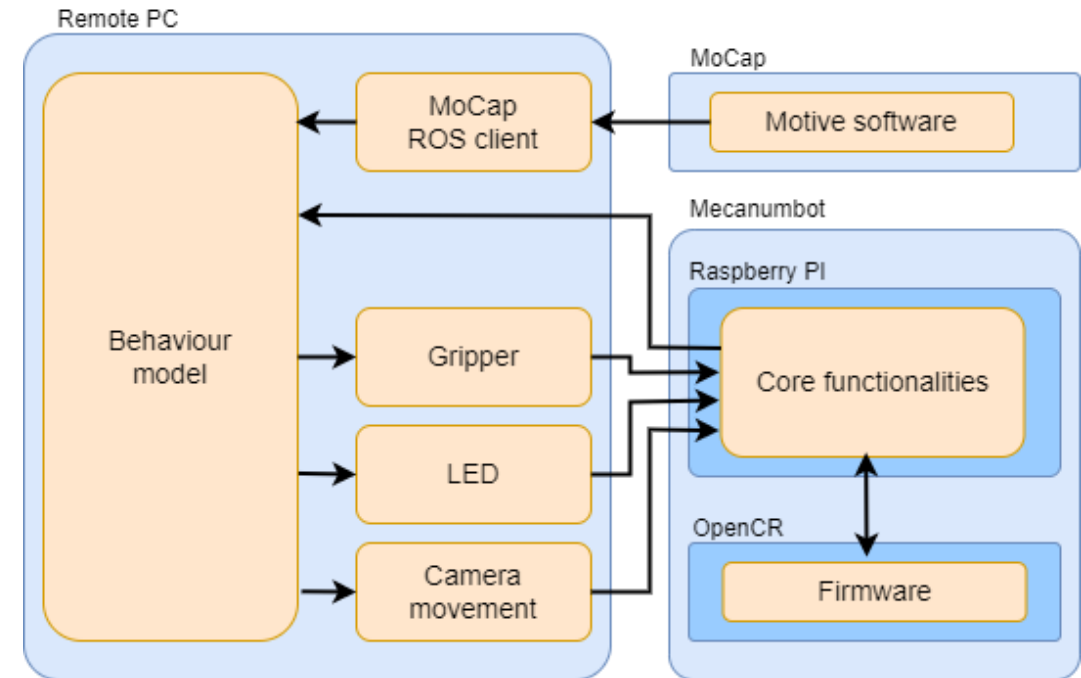 Remote PC
MoCap
ROS client
Behaviour
model
Gripper
LED
Camera
movement
MoCap
Motive software
Mecanumbot
Raspberry PI
Core functionalities
OpenCR
Firmware